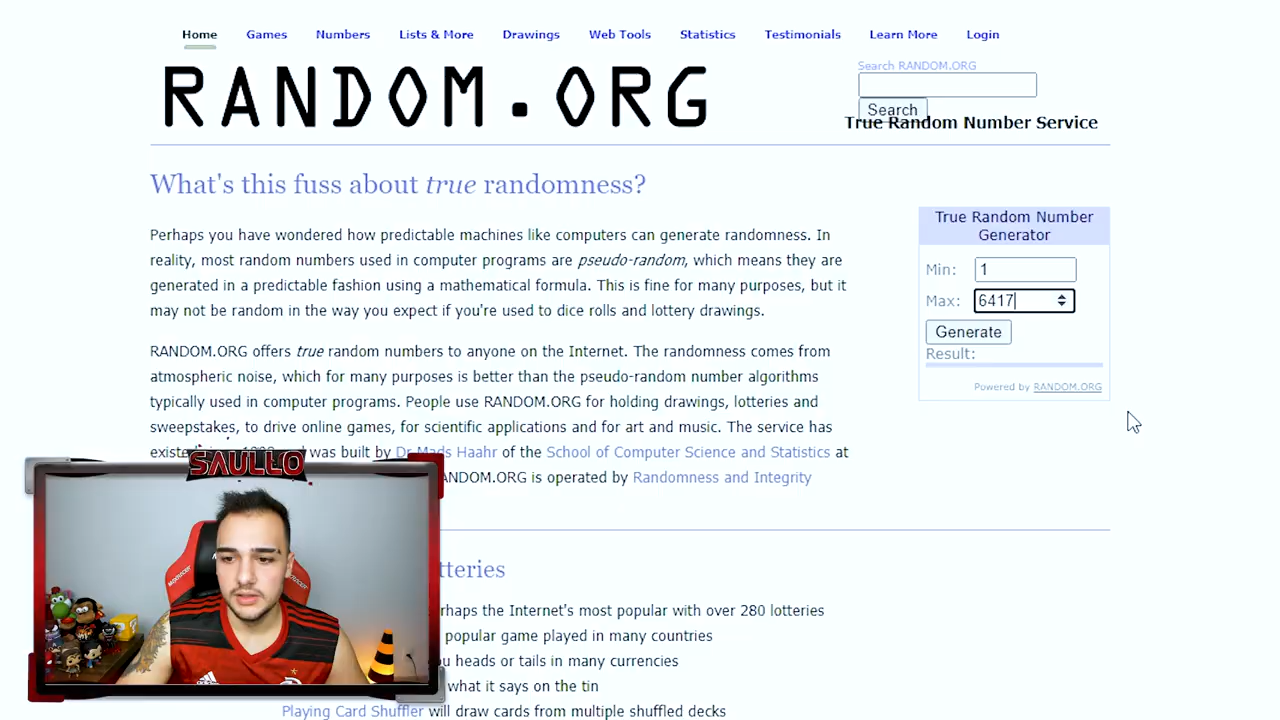 Home Games Numbers Lists & More Drawings Web Tools Statistics Testimonials Learn More Login
RANDOM.ORG
Search RANDOM.ORG
Search
True Random Number Service
What's this fuss about true randomness?
Perhaps you have wondered how predictable machines like computers can generate randomness. In
reality, most random numbers used in computer programs are pseudo-random, which means they are
generated in a predictable fashion using a mathematical formula. This is fine for many purposes, but it
may not be random in the way you expect if you're used to dice rolls and lottery drawings.
RANDOM.ORG offers true random numbers to anyone on the Internet. The randomness comes from
atmospheric noise, which for many purposes is better than the pseudo-random number algorithms
typically used in computer programs. People use RANDOM.ORG for holding drawings, lotteries and
sweepstakes, to drive online games, for scientific applications and for art and music. The service has
was built by Dr Mads Haahr of the School of Computer Science and Statistics at
ANDOM.ORG is operated by Randomness and Integrity
True Random Number
Generator
Min: 1
Max: 6417
Generate
Result:
Powered by RANDOM.ORG
SAULLO
tteries
rhaps the Internet's most popular with over 280 lotteries
popular game played in many countries
u heads or tails in many currencies
what it says on the tin
Playing Card Shuffler will draw cards from multiple shuffled decks